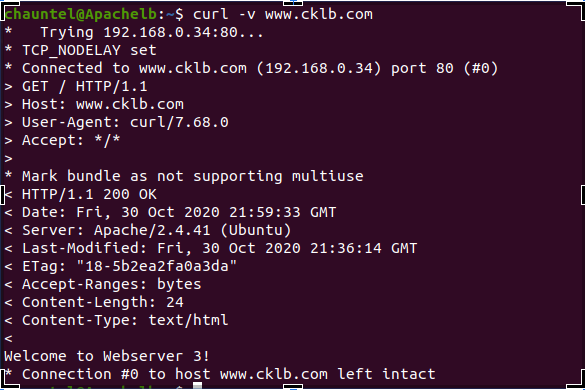 chauntel@Apachelb:~$ curl -v www.cklb.com
*   Trying 192.168.0.34:80...
* TCP_NODELAY set
* Connected to www.cklb.com (192.168.0.34) port 80 (#0)
> GET / HTTP/1.1
> Host: www.cklb.com
> User-Agent: curl/7.68.0
> Accept: */*
>
* Mark bundle as not supporting multiuse
< HTTP/1.1 200 OK
< Date: Fri, 30 Oct 2020 21:59:33 GMT
< Server: Apache/2.4.41 (Ubuntu)
< Last-Modified: Fri, 30 Oct 2020 21:36:14 GMT
< ETag: "18-5b2ea2fa0a3da"
< Accept-Ranges: bytes
< Content-Length: 24
< Content-Type: text/html
<
Welcome to Webserver 3!
* Connection #0 to host www.cklb.com left intact